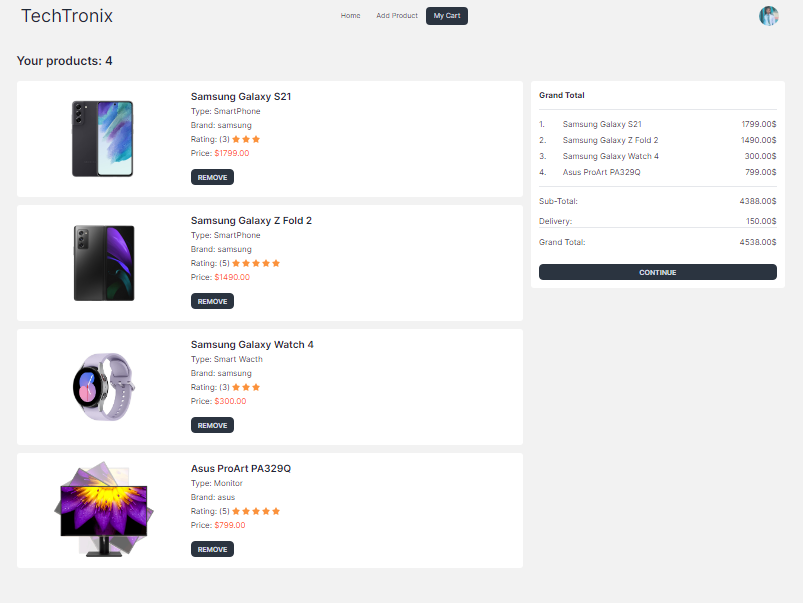 TechTronix
Home
Add Product
My Cart
Your products: 4
Samsung Galaxy S21
Type: SmartPhone
Brand: samsung
Rating: (3)
Price: $1799.00
REMOVE
Samsung Galaxy Z Fold 2
Type: SmartPhone
Brand: samsung
Rating: (5)
Price: $1490.00
REMOVE
Samsung Galaxy Watch 4
Type: Smart Wacth
Brand: samsung
Rating: (3)
Price: $300.00
REMOVE
Asus ProArt PA329Q
Type: Monitor
Brand: asus
Rating: (5)
Price: $799.00
REMOVE
Grand Total
1. Samsung Galaxy S21 1799.00$
2. Samsung Galaxy Z Fold 2 1490.00$
3. Samsung Galaxy Watch 4 300.00$
4. Asus ProArt PA329Q 799.00$
Sub-Total: 4388.00$
Delivery: 150.00$
Grand Total: 4538.00$
CONTINUE